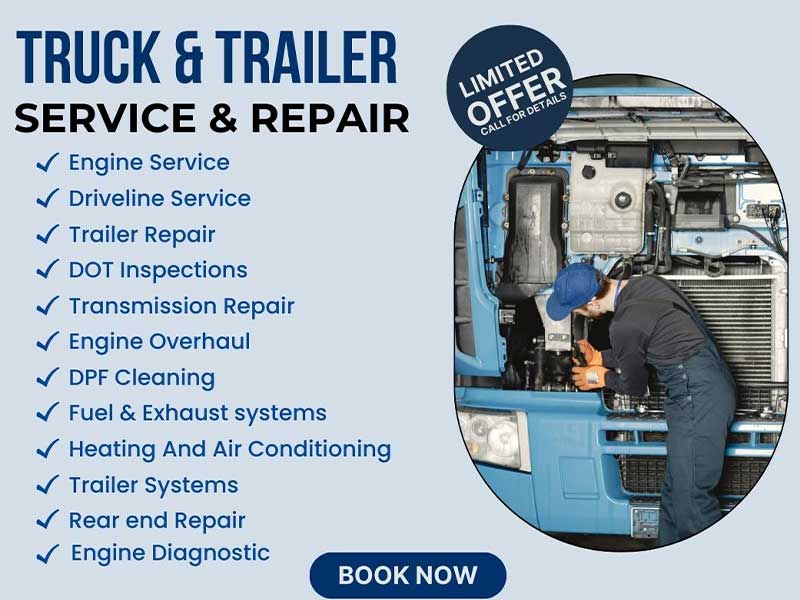 TRUCK & TRAILER
SERVICE & REPAIR
Engine Service
Driveline Service
Trailer Repair
DOT Inspections
Transmission Repair
Engine Overhaul
DPF Cleaning
Fuel & Exhaust systems
Heating And Air Conditioning
Trailer Systems
Rear end Repair
Engine Diagnostic
LIMITED
OFFER
CALL FOR DETAILS
BOOK NOW